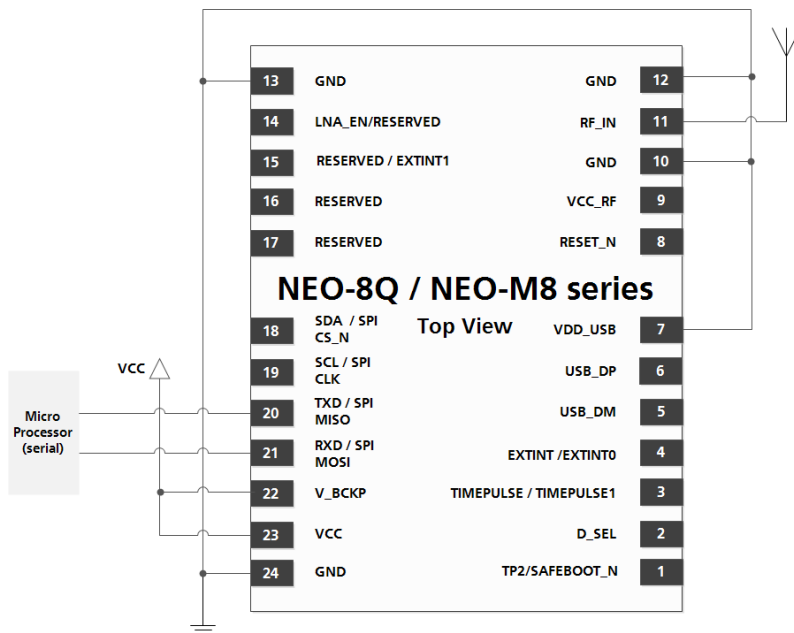 13 GND GND 12
14 LNA_EN/RESERVED RF_IN 11
15 RESERVED / EXTINT1 GND 10
16 RESERVED VCC_RF 9
17 RESERVED RESET_N 8
NEO-8Q / NEO-M8 series
Top View
18 SDA / SPI
CS_N
VDD_USB 7
VCC
19 SCL / SPI
CLK
USB_DP 6
Micro
Processor
(serial)
20 TXD / SPI
MISO
USB_DM 5
21 RXD / SPI
MOSI
EXTINT /EXTINT0 4
22 V_BCKP TIMEPULSE / TIMEPULSE1 3
23 VCC D_SEL 2
24 GND TP2/SAFEBOOT_N 1